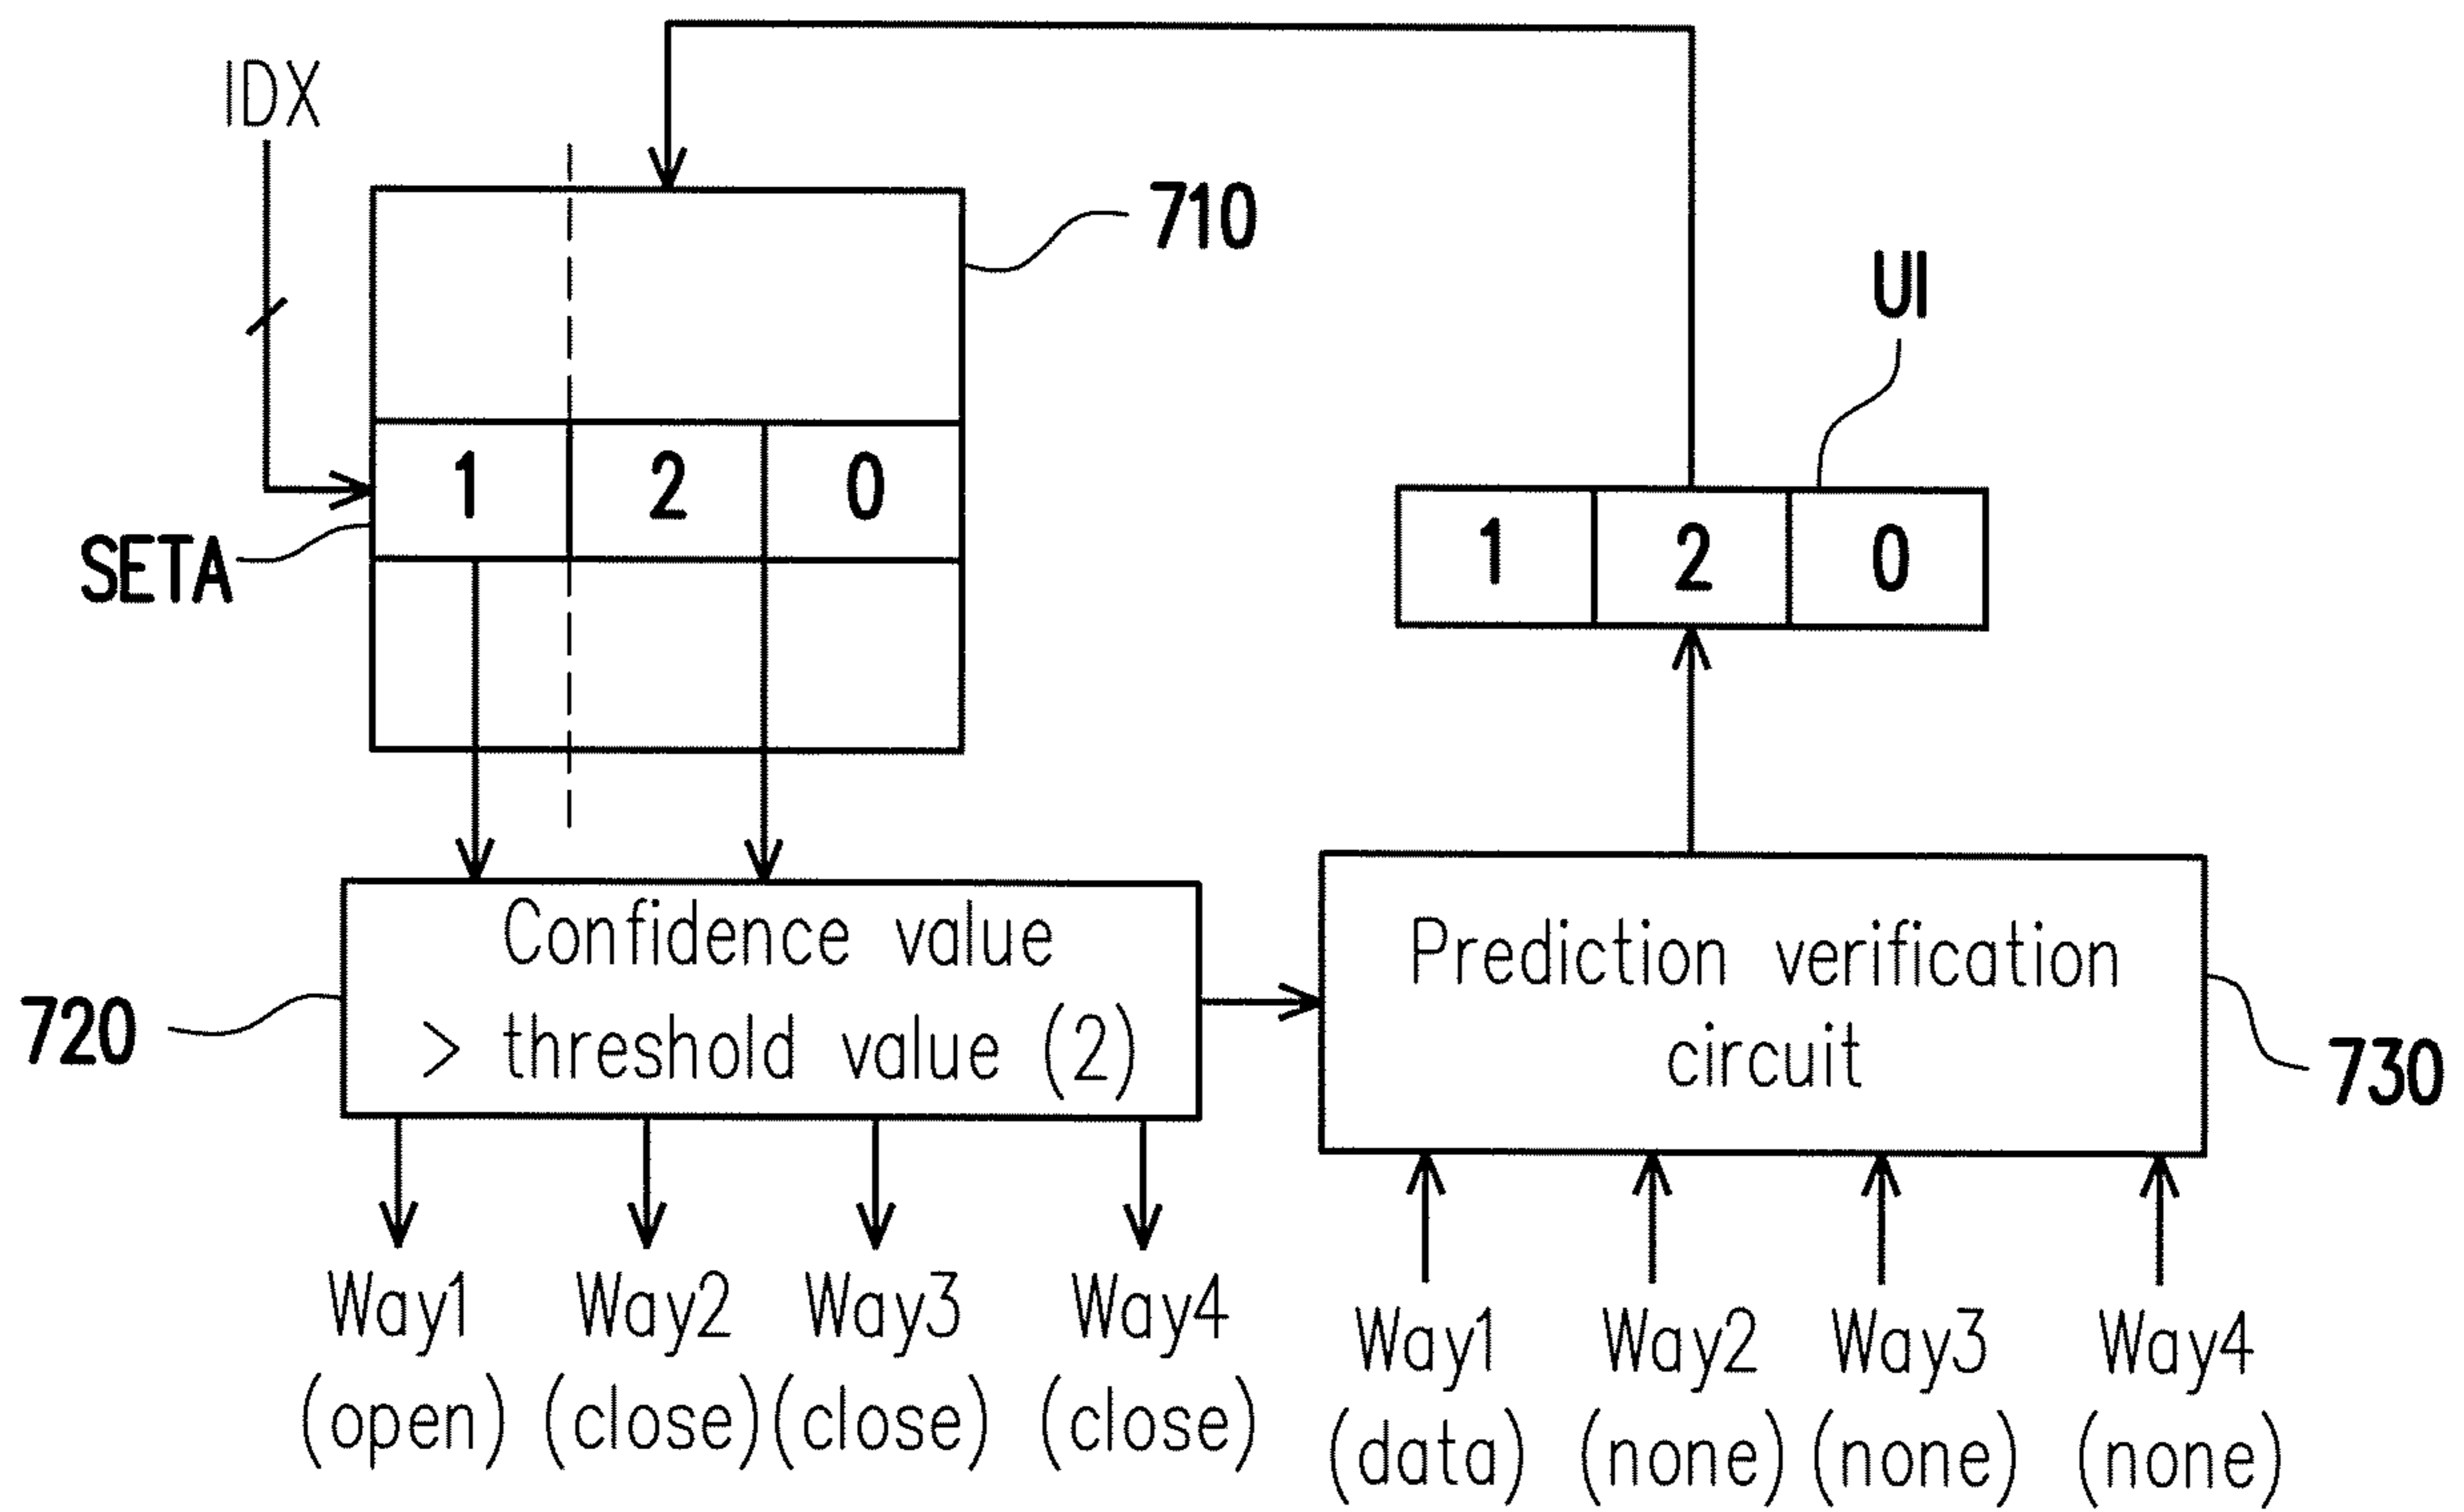 IDX
710
UI
1 2 0
SETA
1 2 0
Confidence value
> threshold value (2)
720
Prediction verification
circuit
730
Way1 Way2 Way3 Way4
(open) (close) (close) (close)
Way1 Way2 Way3 Way4
(data) (none) (none) (none)